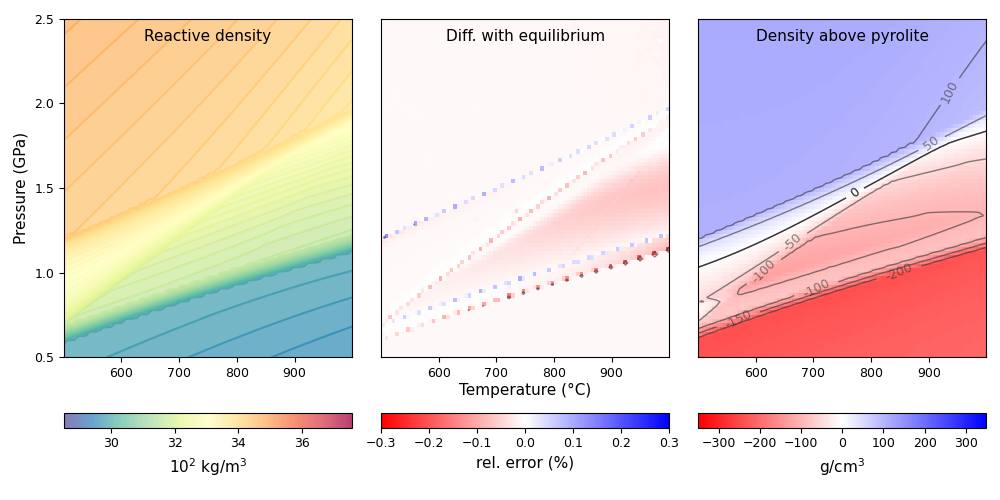 Reactive density
Diff. with equilibrium
Density above pyrolite
2.5
2.0
1.5
1.0
0.5
Pressure (GPa)
100
50
0
-50
-100
-100
-200
-150
600 700 800 900
600 700 800 900
600 700 800 900
Temperature (°C)
30 32 34 36
10² kg/m³
−0.3 −0.2 −0.1 0.0 0.1 0.2 0.3
rel. error (%)
−300 −200 −100 0 100 200 300
g/cm³